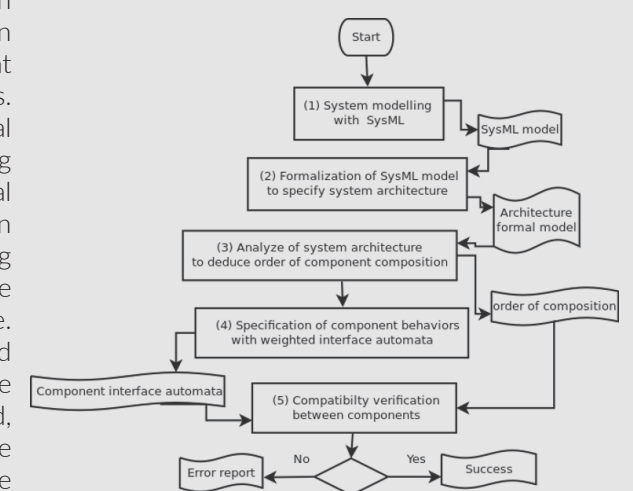 Start
(1) System modelling
with SysML
SysML model
(2) Formalization of SysML model
to specify system architecture
Architecture
formal model
(3) Analyze of system architecture
to deduce order of component composition
order of composition
(4) Specification of component behaviors
with weighted interface automata
Component interface automata
(5) Compatibilty verification
between components
No
Yes
Error report
Success